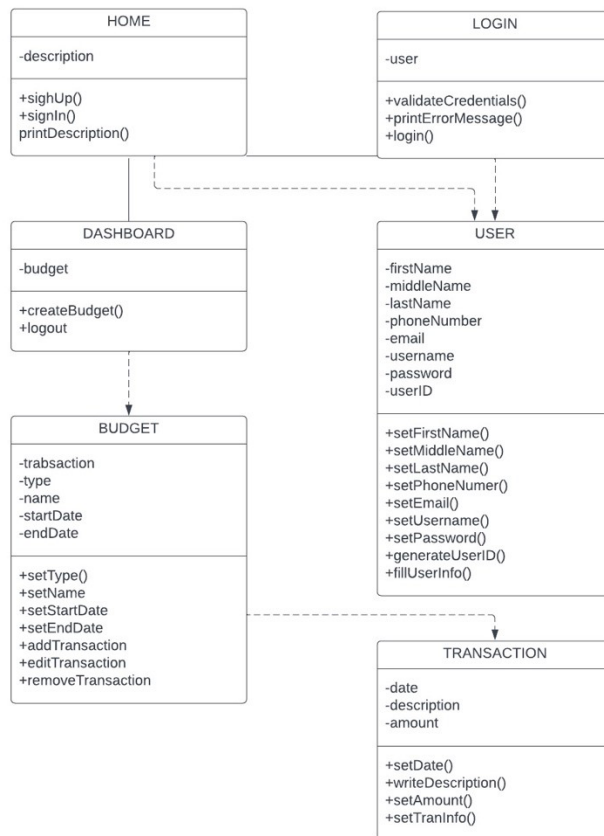 HOME
-description
+sighUp()
+signIn()
printDescription()
LOGIN
-user
+validateCredentials()
+printErrorMessage()
+login()
DASHBOARD
-budget
+createBudget()
+logout
USER
-firstName
-middleName
-lastName
-phoneNumber
-email
-username
-password
-userID
+setFirstName()
+setMiddleName()
+setLastName()
+setPhoneNumer()
+setEmail()
+setUsername()
+setPassword()
+generateUserID()
+fillUserInfo()
BUDGET
-trabsaction
-type
-name
-startDate
-endDate
+setType()
+setName
+setStartDate
+setEndDate
+addTransaction
+editTransaction
+removeTransaction
TRANSACTION
-date
-description
-amount
+setDate()
+writeDescription()
+setAmount()
+setTranInfo()